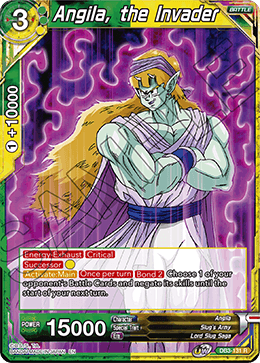 3
Angila, the Invader
BATTLE
1 +10000
Energy-Exhaust Critical
Successor
Activate:Main Once per turn Bond 2 Choose 1 of your
opponent's Battle Cards and negate its skills until the
start of your next turn.
POWER
15000
Character
Angila
Special Trait
Slug's Army
Era
Lord Slug Saga
DB3-131 R